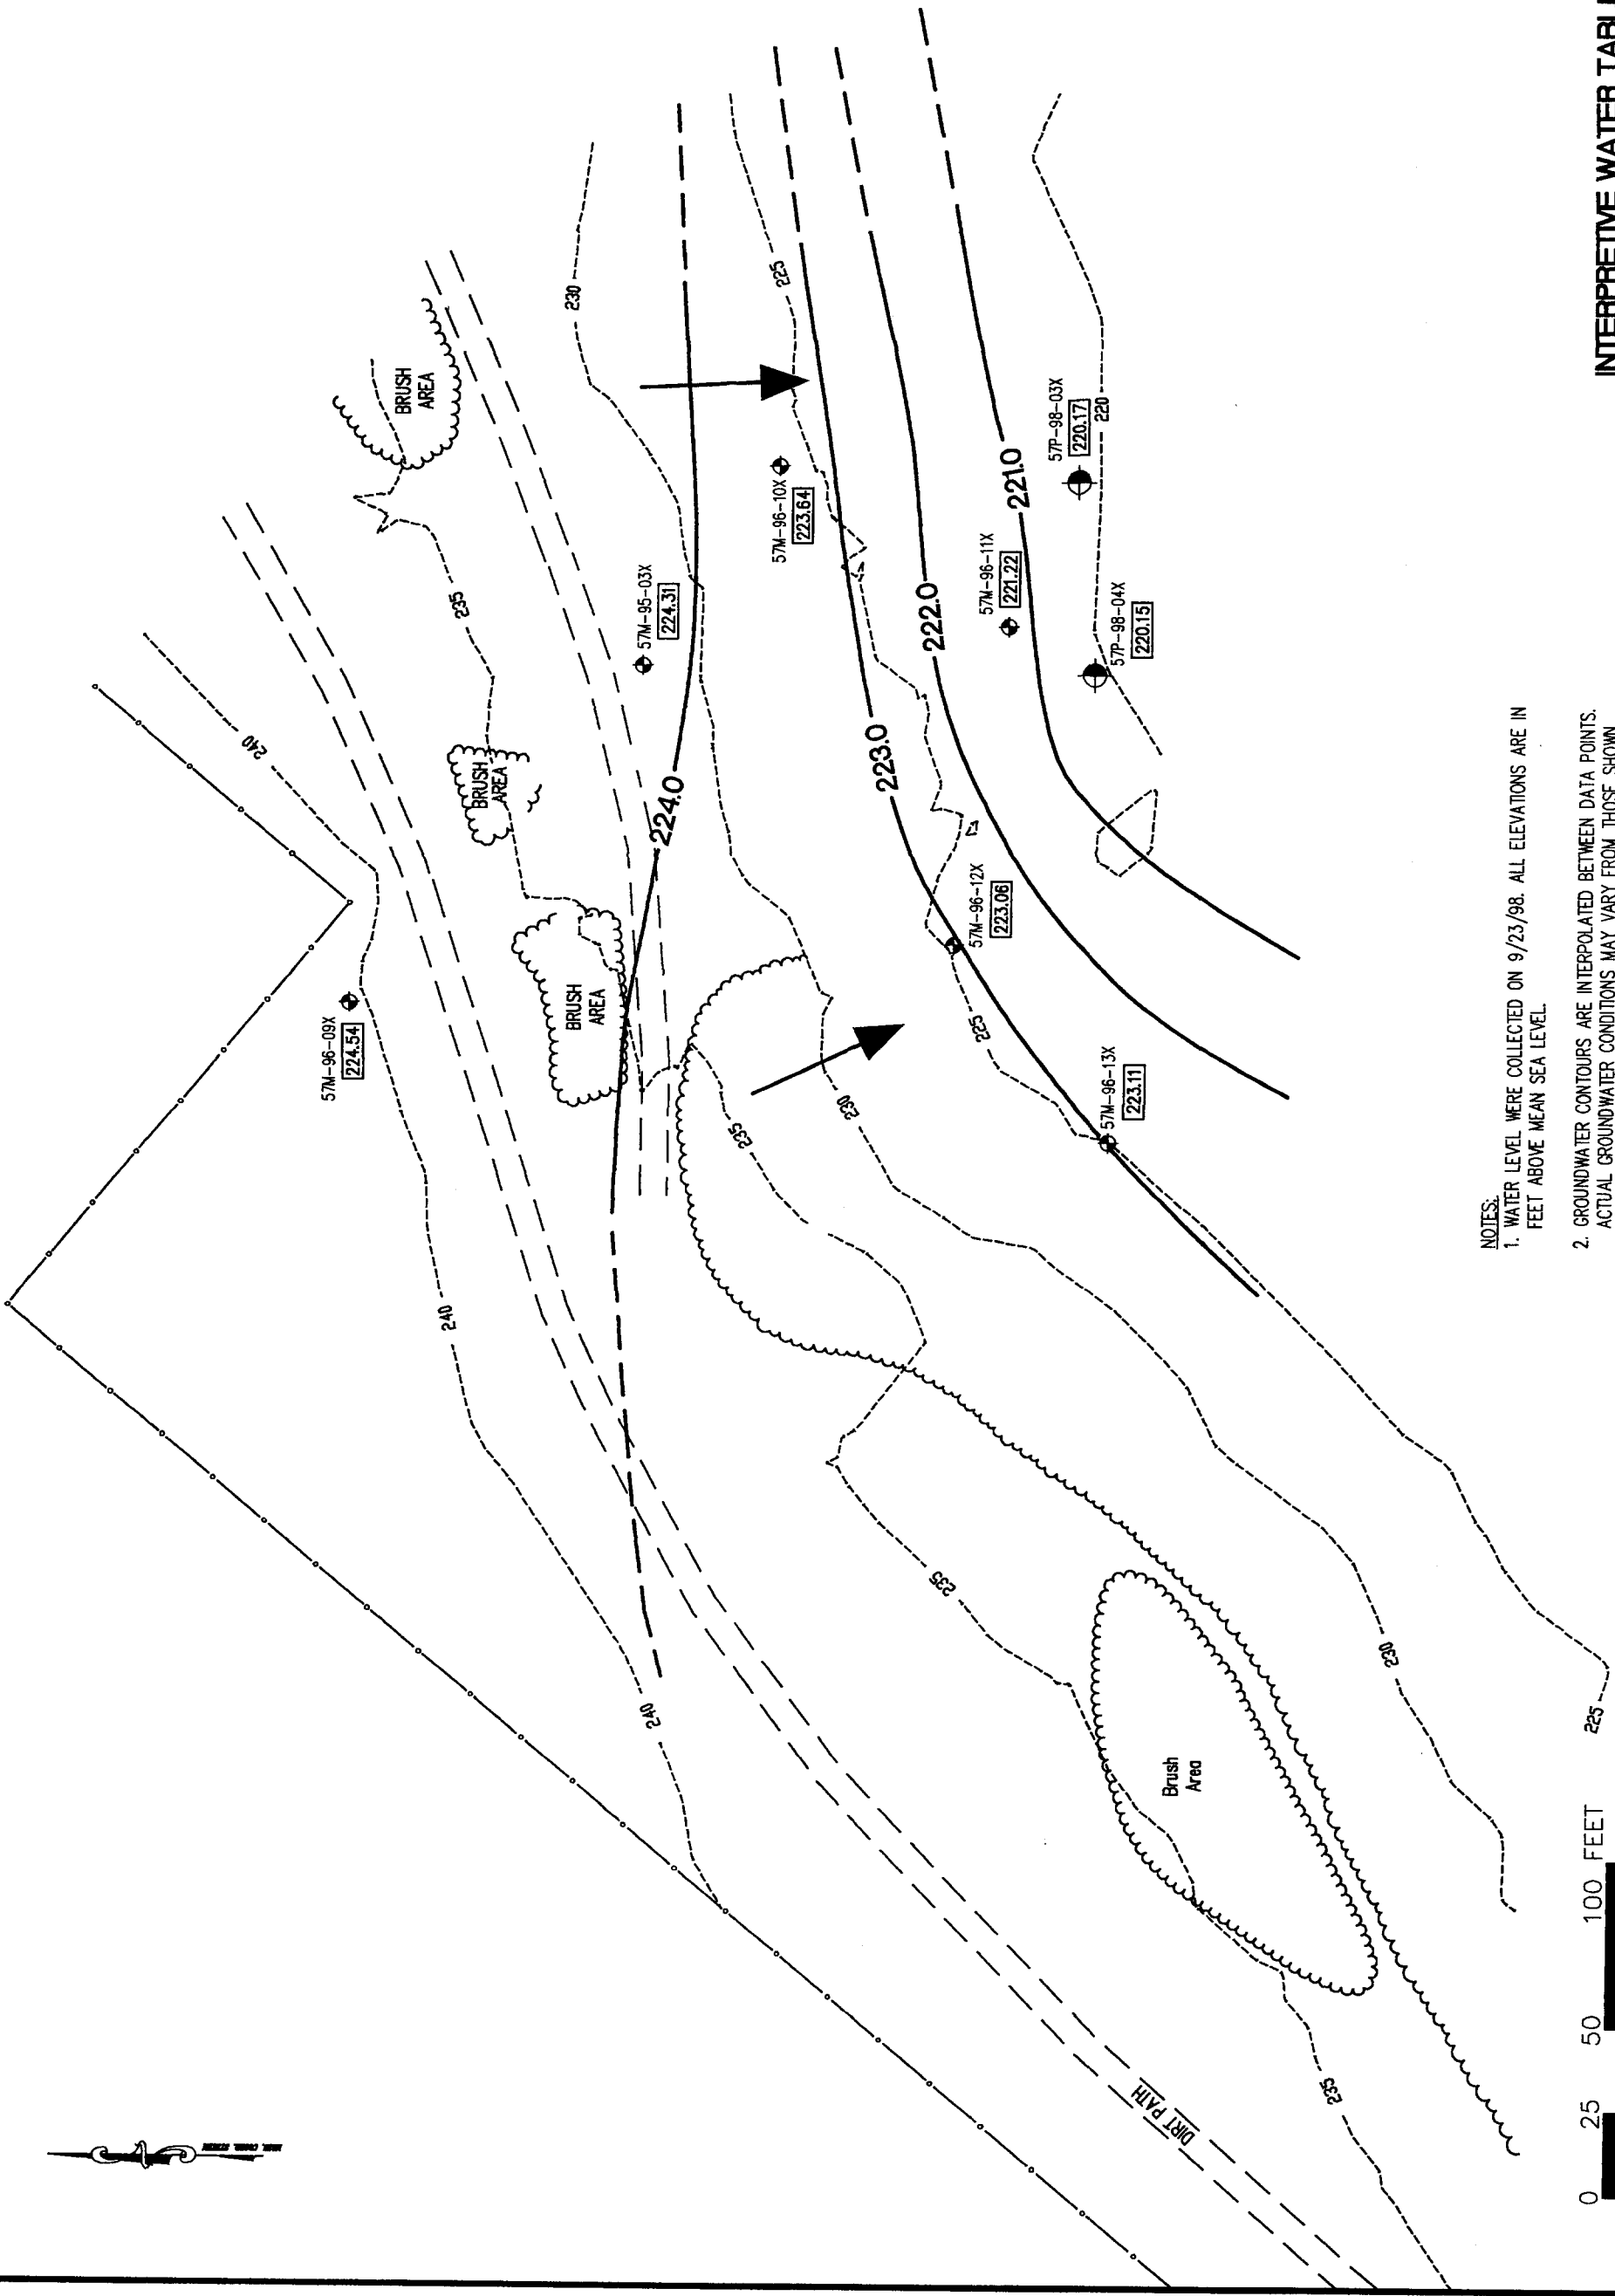 INTERPRETIVE WATER TABL
240
BRUSH
AREA
235
230
225
57M-95-03X
224.31
57M-96-10X
223.64
BRUSH
AREA
224.0
223.0
222.0
221.0
57M-96-11X
221.22
57P-98-03X
220.17
220
57P-98-04X
220.15
57M-96-09X
224.54
BRUSH
AREA
57M-96-12X
223.06
225
57M-96-13X
223.11
235
230
240
235
240
Brush
Area
230
225
235
DIRT PATH
NOTES:
1. WATER LEVEL WERE COLLECTED ON 9/23/98. ALL ELEVATIONS ARE IN
FEET ABOVE MEAN SEA LEVEL.
2. GROUNDWATER CONTOURS ARE INTERPOLATED BETWEEN DATA POINTS.
ACTUAL GROUNDWATER CONDITIONS MAY VARY FROM THOSE SHOWN
0 25 50 100 FEET